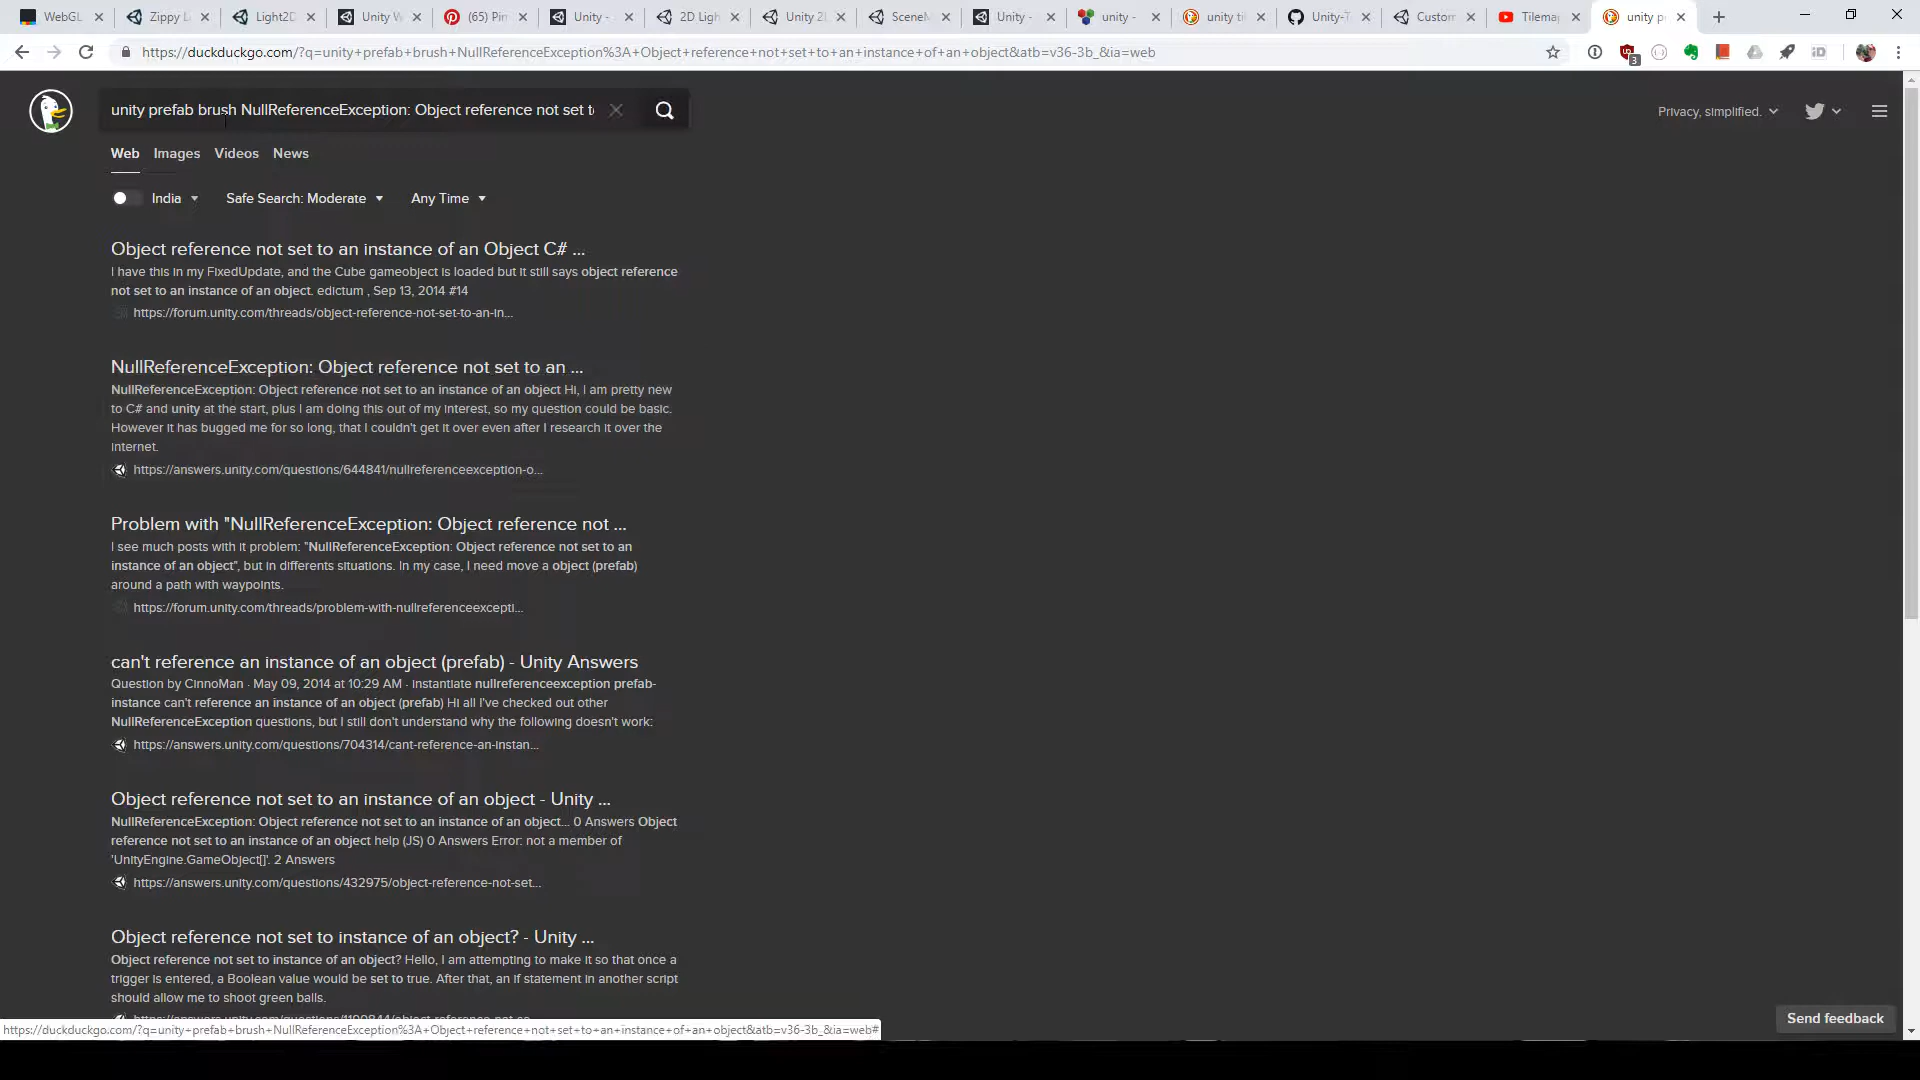 WebGL
Zippy L
Light2D
Unity W
(65) Pin
Unity -
2D Ligh
Unity 2
SceneM
Unity -
unity -
unity til
Unity-T
Custom
Tilemap
unity p
https://duckduckgo.com/?q=unity+prefab+brush+NullReferenceException%3A+Object+reference+not+set+to+an+instance+of+an+object&atb=v36-3b_&ia=web
3
unity prefab brush NullReferenceException: Object reference not set t
Privacy, simplified.
Web Images Videos News
India Safe Search: Moderate Any Time
Object reference not set to an instance of an Object C# ...
I have this in my FixedUpdate, and the Cube gameobject is loaded but it still says object reference
not set to an instance of an object. edictum , Sep 13, 2014 #14
https://forum.unity.com/threads/object-reference-not-set-to-an-in...
NullReferenceException: Object reference not set to an ...
NullReferenceException: Object reference not set to an instance of an object Hi, I am pretty new
to C# and unity at the start, plus I am doing this out of my interest, so my question could be basic.
However it has bugged me for so long, that I couldn't get it over even after I research it over the
internet.
https://answers.unity.com/questions/644841/nullreferenceexception-o...
Problem with "NullReferenceException: Object reference not ...
I see much posts with it problem: "NullReferenceException: Object reference not set to an
instance of an object", but in differents situations. In my case, I need move a object (prefab)
around a path with waypoints.
https://forum.unity.com/threads/problem-with-nullreferenceexcepti...
can't reference an instance of an object (prefab) - Unity Answers
Question by CinnoMan · May 09, 2014 at 10:29 AM · instantiate nullreferenceexception prefab-
instance can't reference an instance of an object (prefab) Hi all I've checked out other
NullReferenceException questions, but I still don't understand why the following doesn't work:
https://answers.unity.com/questions/704314/cant-reference-an-instan...
Object reference not set to an instance of an object - Unity ...
NullReferenceException: Object reference not set to an instance of an object... 0 Answers Object
reference not set to an instance of an object help (JS) 0 Answers Error: not a member of
'UnityEngine.GameObject[]'. 2 Answers
https://answers.unity.com/questions/432975/object-reference-not-set...
Object reference not set to instance of an object? - Unity ...
Object reference not set to instance of an object? Hello, I am attempting to make it so that once a
trigger is entered, a Boolean value would be set to true. After that, an if statement in another script
should allow me to shoot green balls.
Send feedback
https://duckduckgo.com/?q=unity+prefab+brush+NullReferenceException%3A+Object+reference+not+set+to+an+instance+of+an+object&atb=v36-3b_&ia=web#